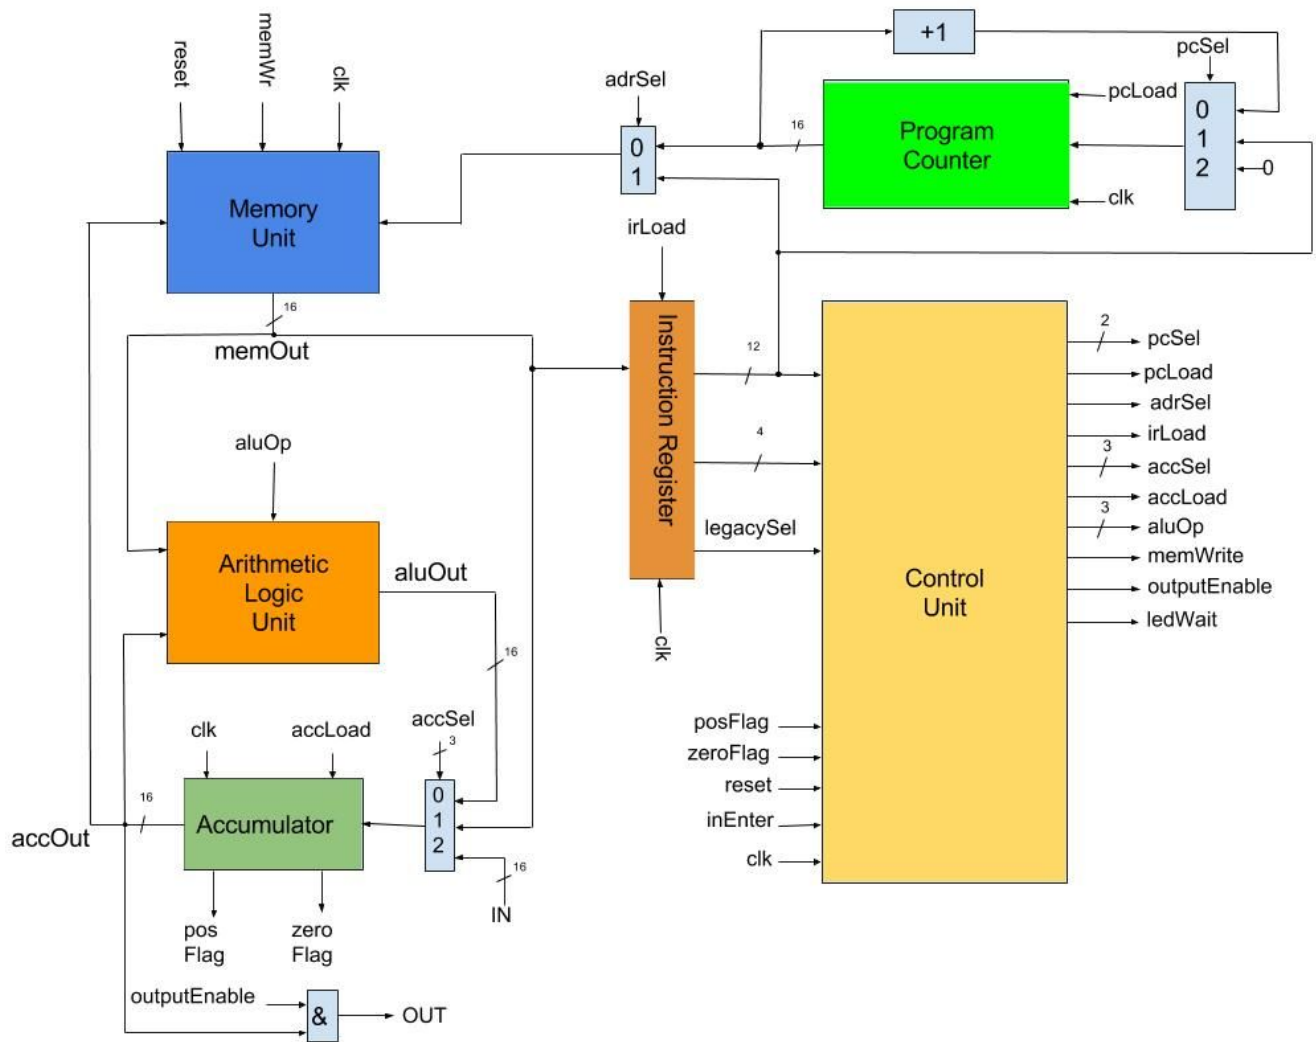 +1
pcSel
reset
memWr
clk
adrSel
pcLoad
0
1
2
0
16
Program
Counter
0
1
clk
Memory
Unit
irLoad
16
memOut
Instruction Register
12
4
legacySel
clk
Control
Unit
2
pcSel
pcLoad
adrSel
irLoad
3
accSel
accLoad
3
aluOp
memWrite
outputEnable
ledWait
aluOp
Arithmetic
Logic
Unit
aluOut
16
clk
accLoad
accSel
3
0
1
2
16
Accumulator
accOut
16
IN
pos
Flag
zero
Flag
posFlag
zeroFlag
reset
inEnter
clk
outputEnable
&
OUT